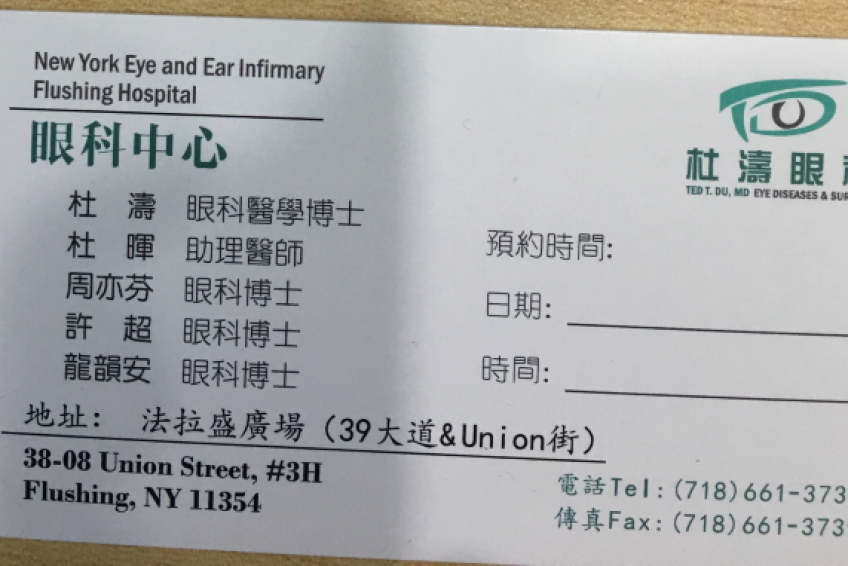 New York Eye and Ear Infirmary
Flushing Hospital
眼科中心
杜 濤 眼科醫學博士
杜 暉 助理醫師
周亦芬 眼科博士
許 超 眼科博士
龍韻安 眼科博士
地址: 法拉盛廣場 (39大道&Union街)
38-08 Union Street, #3H
Flushing, NY 11354
杜 濤 眼
TED T. DU, MD EYE DISEASES &
預約時間:
日期:
時間:
電話Tel:(718)661-373
傳真Fax:(718)661-373